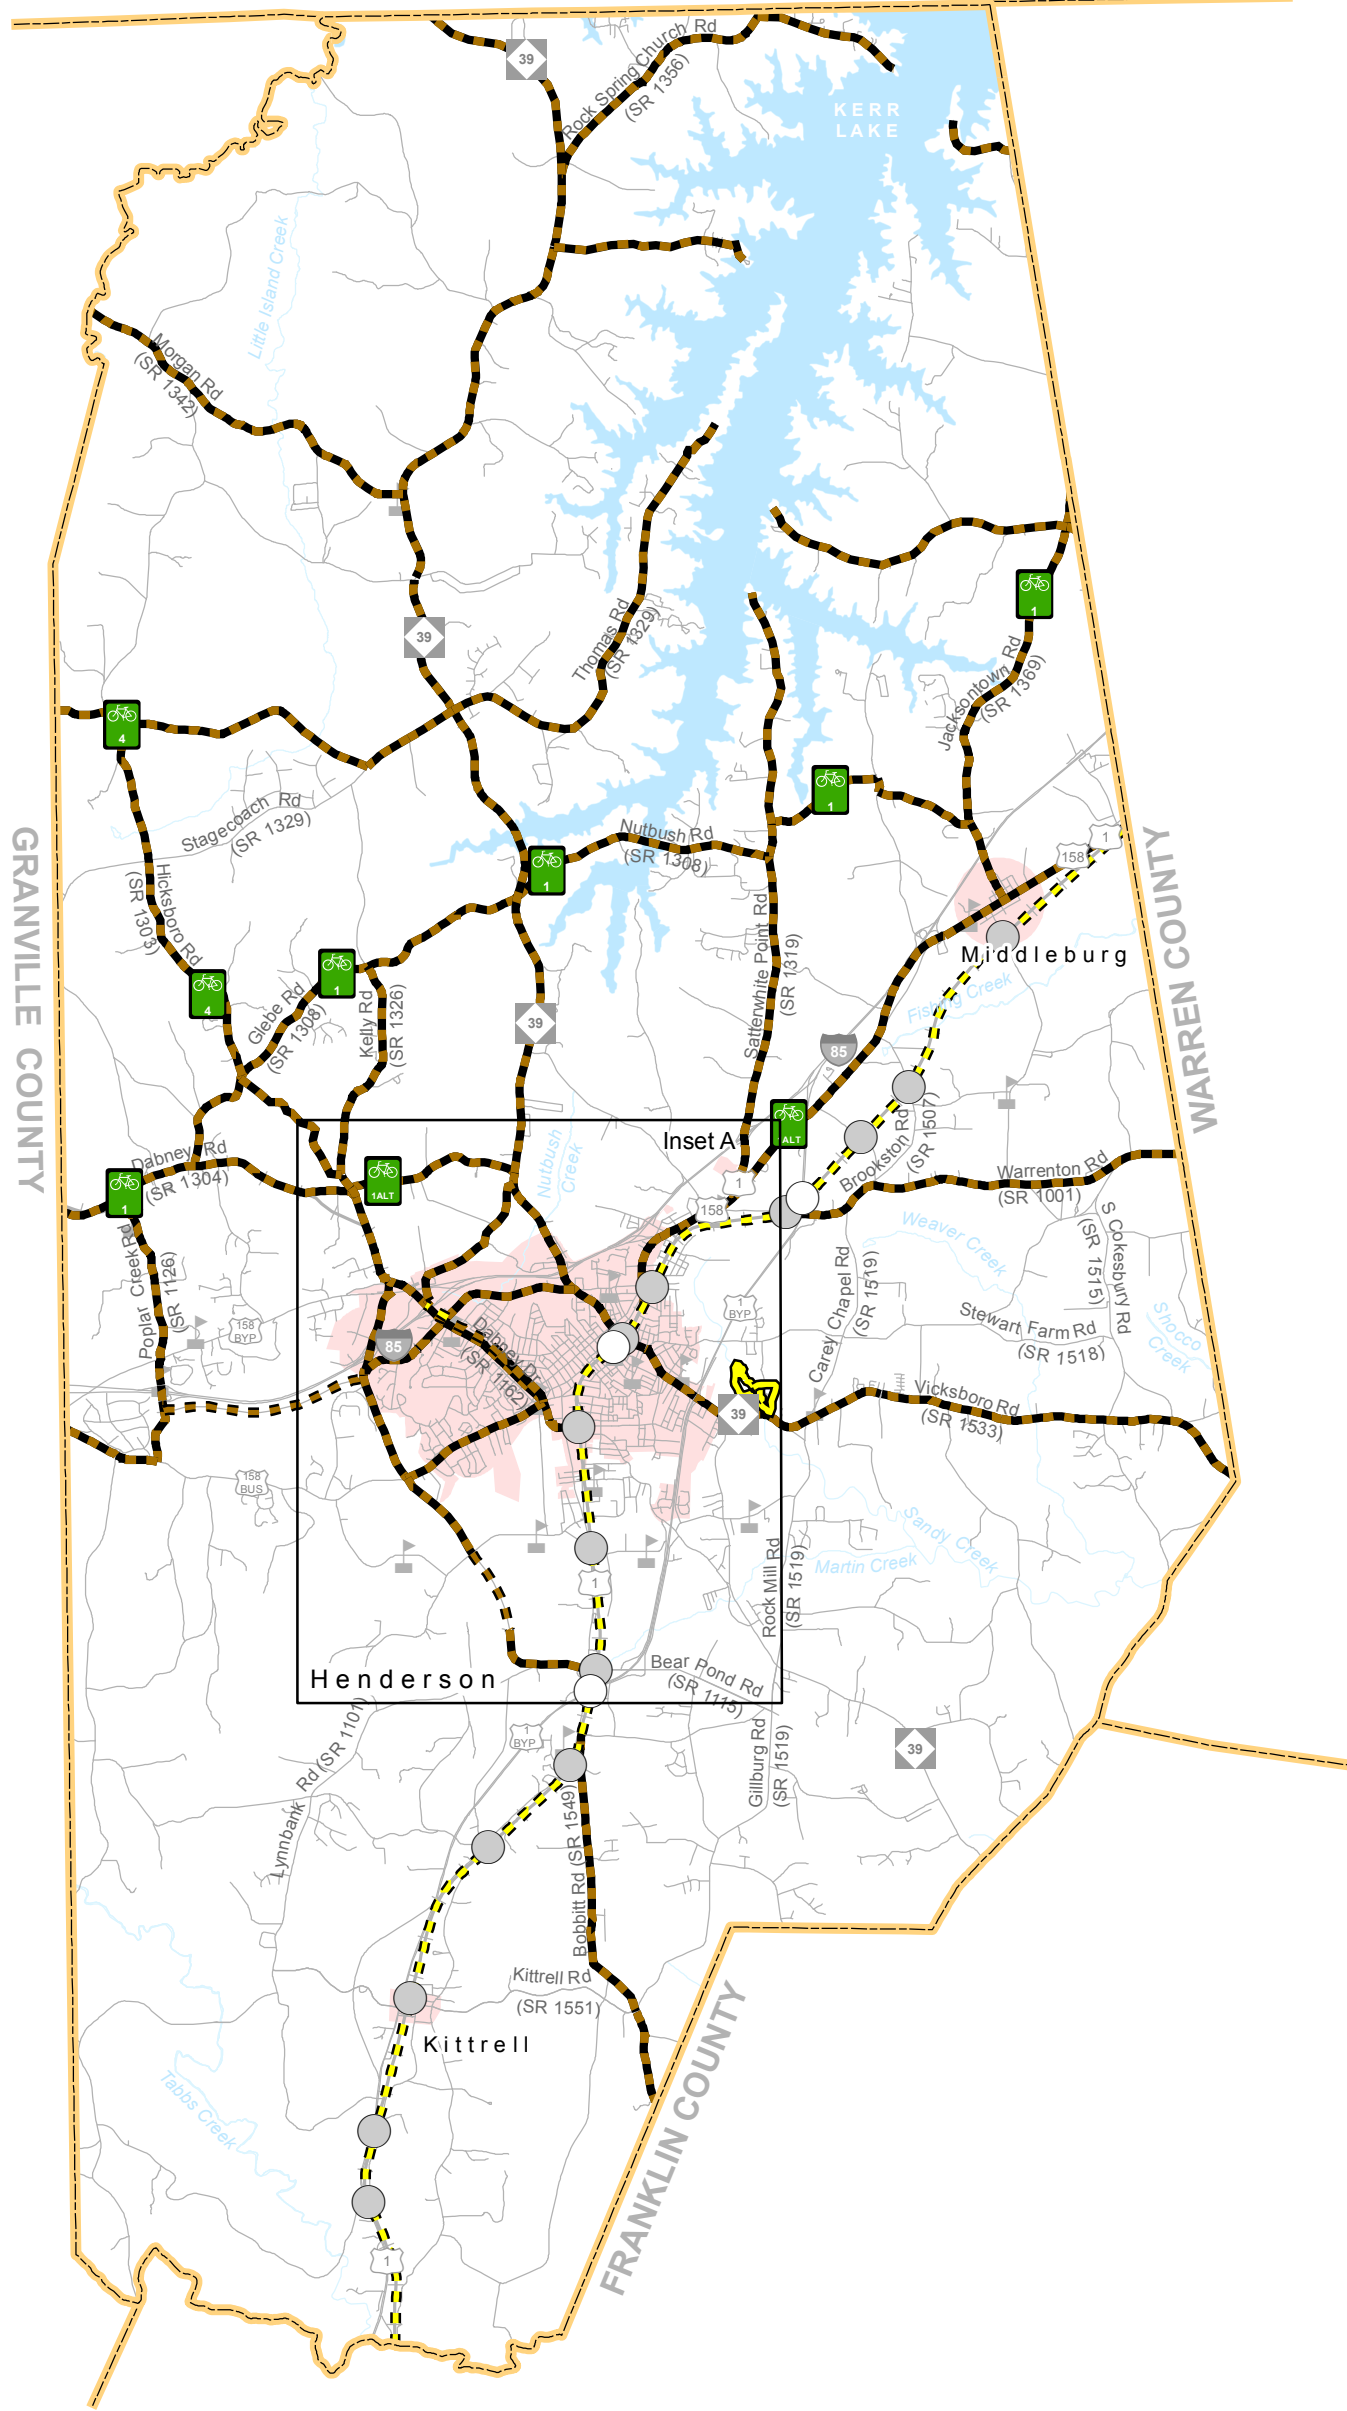 39
Rock Spring Church Rd
(SR 1356)
KERR
LAKE
Little Island Creek
Morgan Rd
(SR 1342)
39
Thomas Rd
(SR 1329)
1
Jacksontown Rd
(SR 1369)
4
1
1
158
Stagecoach Rd
(SR 1329)
Nutbush Rd
(SR 1308)
1
GRANVILLE COUNTY
WARREN COUNTY
Hicksboro Rd
(SR 1303)
Satterwhite Point Rd
(SR 1319)
Middleburg
4
1
Glebe Rd
(SR 1308)
Kelly Rd
(SR 1326)
39
Fishing Creek
85
Inset A
1ALT
Brookston Rd
(SR 1507)
Dabney Rd
(SR 1304)
1
1ALT
Nutbush
Creek
1
158
Warrenton Rd
(SR 1001)
Weaver Creek
S Cokesbury Rd
(SR 1515)
Poplar Creek Rd
(SR 1126)
158
BYP
85
Dabney Dr
(SR 1162)
1
BYP
Carey Chapel Rd
(SR 1519)
Stewart Farm Rd
(SR 1518)
Shocco
Creek
39
Vicksboro Rd
(SR 1533)
158
BUS
Sandy Creek
Martin Creek
Rock Mill Rd
(SR 1519)
1
Henderson
Bear Pond Rd
(SR 1115)
1
BYP
Gillburg Rd
(SR 1519)
39
Lynnbank Rd (SR 1101)
Bobbitt Rd (SR 1549)
Kittrell Rd
(SR 1551)
Kittrell
Tabbs Creek
FRANKLIN COUNTY
1